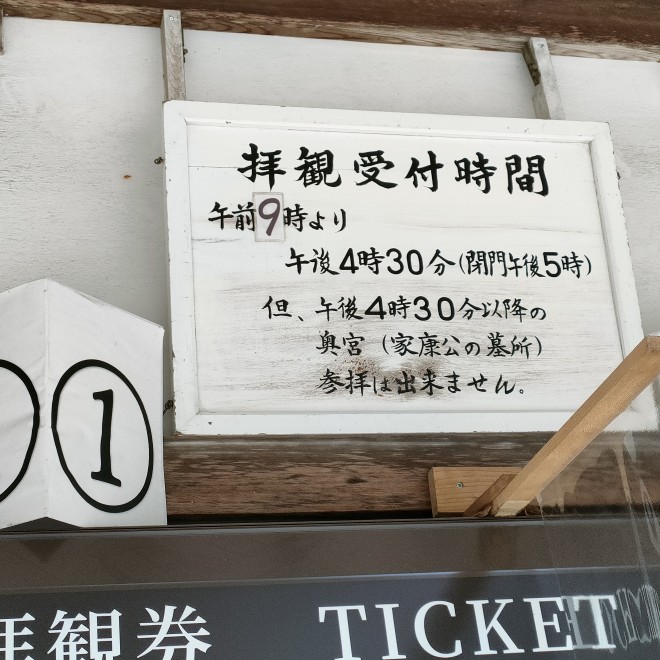 拝観受付時間
午前9時より
午後4時30分(閉門午後5時)
但、午後4時30分以降の
奥宮(家康公の墓所)
参拝は出来ません。
1
拝観券 TICKET